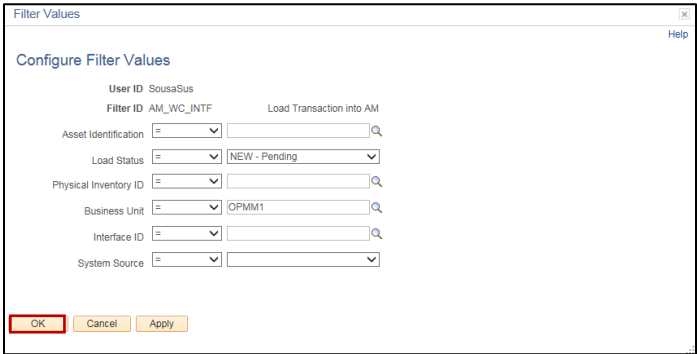 Filter Values
Help
Configure Filter Values
User ID SousaSus
Filter ID AM_WC_INTF Load Transaction into AM
Asset Identification =
Load Status = NEW - Pending
Physical Inventory ID =
Business Unit = OPMM1
Interface ID =
System Source =
OK Cancel Apply